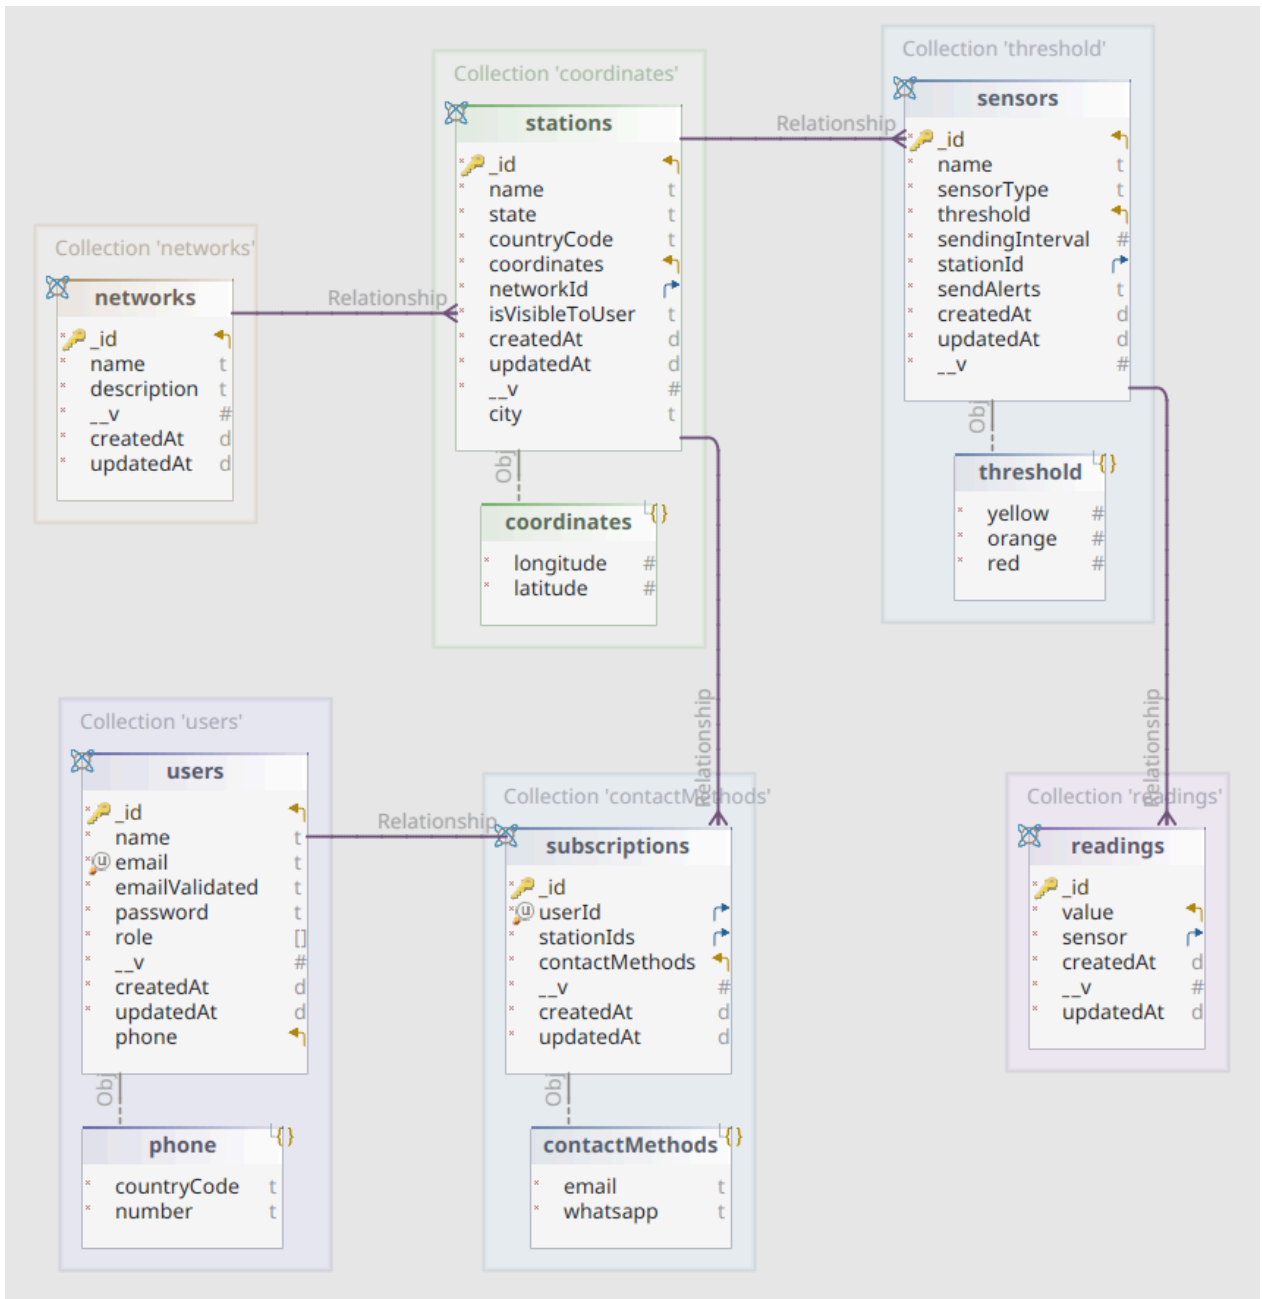 Collection 'networks'
networks
_id
name t
description t
__v #
createdAt d
updatedAt d
Relationship
Collection 'coordinates'
stations
_id
name t
state t
countryCode t
coordinates
networkId
isVisibleToUser t
createdAt d
updatedAt d
__v #
city t
Obj
coordinates {}
longitude #
latitude #
Relationship
Collection 'threshold'
sensors
_id
name t
sensorType t
threshold
sendingInterval #
stationId
sendAlerts t
createdAt d
updatedAt d
__v #
Obj
threshold {}
yellow #
orange #
red #
Relationship
Relationship
Collection 'users'
users
_id
name t
u email t
emailValidated t
password t
role []
__v #
createdAt d
updatedAt d
phone
Obj
phone {}
countryCode t
number t
Relationship
Collection 'contactMethods'
subscriptions
_id
u userId
stationIds
contactMethods
__v #
createdAt d
updatedAt d
Obj
contactMethods {}
email t
whatsapp t
Collection 'readings'
readings
_id
value
sensor
createdAt d
__v #
updatedAt d